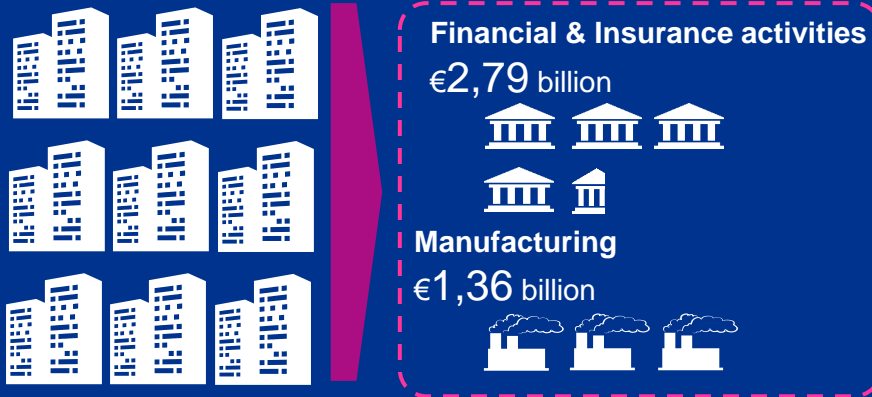 Financial & Insurance activities
€2,79 billion
Manufacturing
€1,36 billion